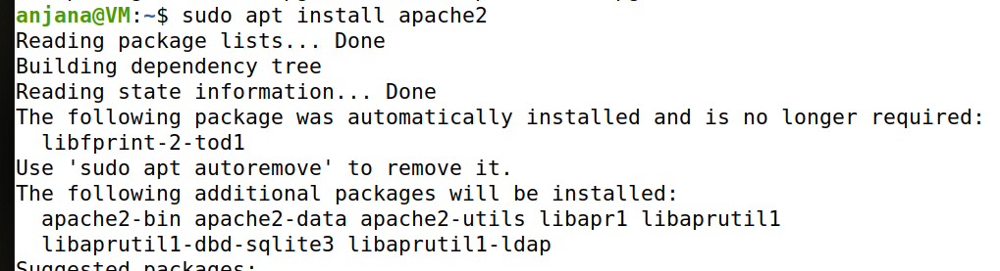 anjana@VM:~$ sudo apt install apache2
Reading package lists... Done
Building dependency tree
Reading state information... Done
The following package was automatically installed and is no longer required:
  libfprint-2-tod1
Use 'sudo apt autoremove' to remove it.
The following additional packages will be installed:
  apache2-bin apache2-data apache2-utils libapr1 libaprutil1
  libaprutil1-dbd-sqlite3 libaprutil1-ldap
Suggested packages: